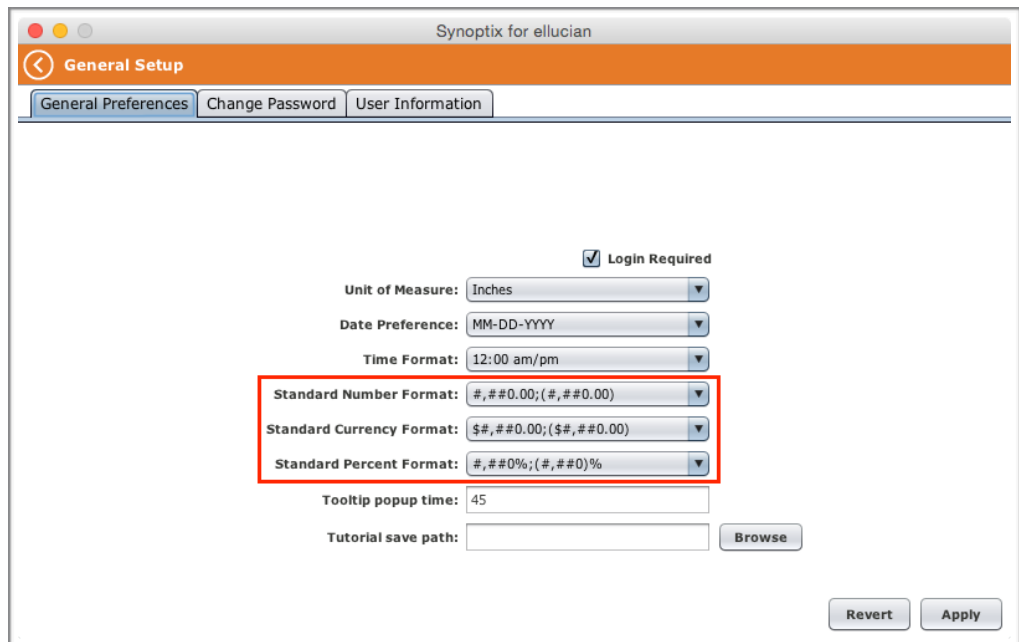 Synoptix for ellucian
General Setup
General Preferences Change Password User Information
Login Required
Unit of Measure: Inches
Date Preference: MM-DD-YYYY
Time Format: 12:00 am/pm
Standard Number Format: #,##0.00;(#,##0.00)
Standard Currency Format: $#,##0.00;($#,##0.00)
Standard Percent Format: #,##0%;(#,##0)%
Tooltip popup time: 45
Tutorial save path: Browse
Revert Apply